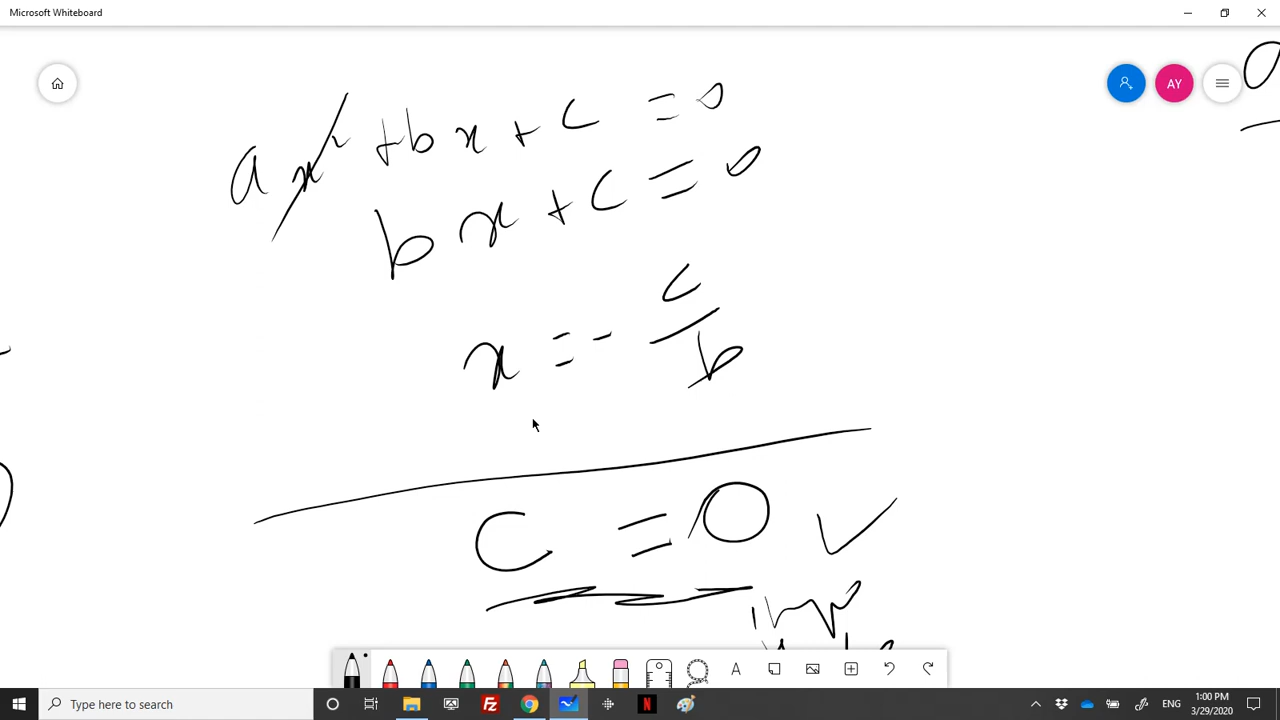 Microsoft Whiteboard
AY
ax² + bx + c = 0
bx + c = 0
x = - c/b
C = 0 ✓
imp
A
Type here to search
ENG
1:00 PM
3/29/2020